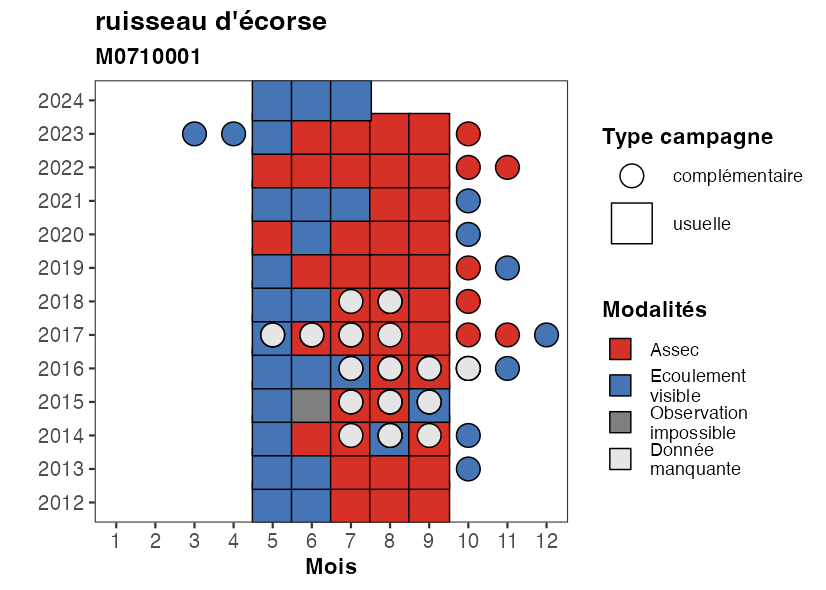 ruisseau d'écorse
M0710001
2024
2023
2022
2021
2020
2019
2018
2017
2016
2015
2014
2013
2012
1 2 3 4 5 6 7 8 9 10 11 12
Mois
Type campagne
complémentaire
usuelle
Modalités
Assec
Ecoulement
visible
Observation
impossible
Donnée
manquante